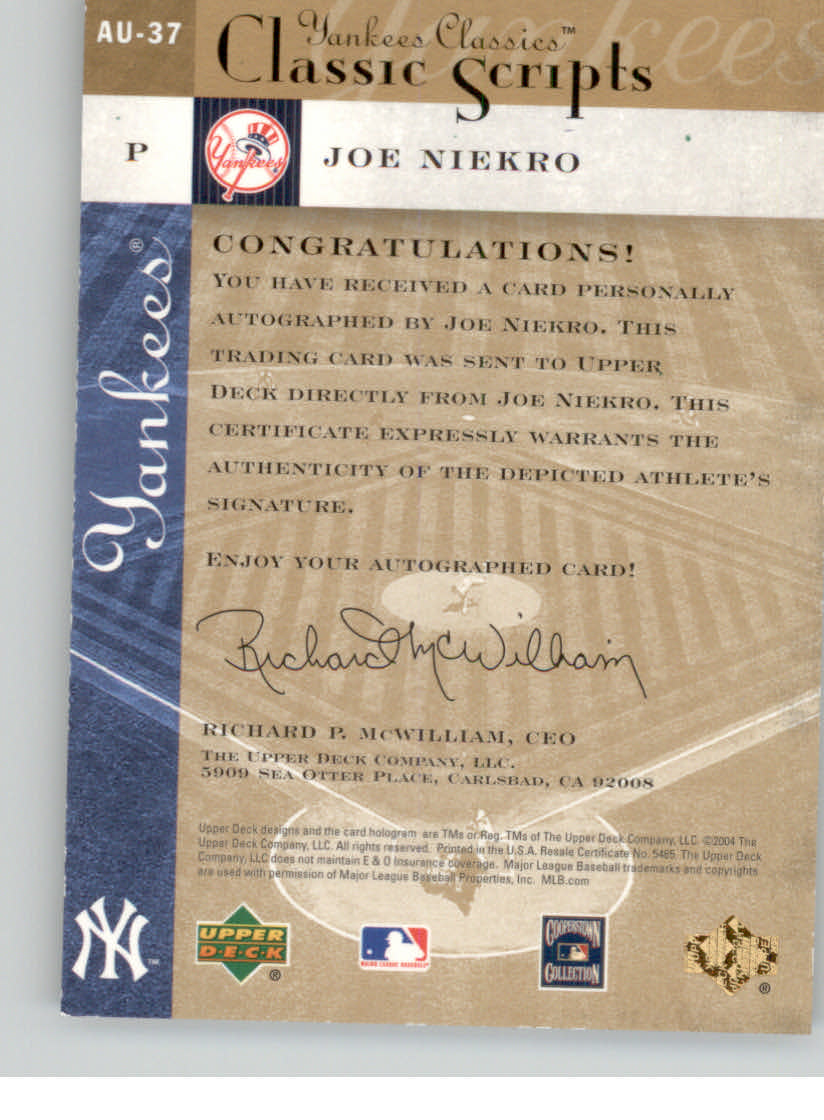 AU-37
Yankees Classics™
Classic Scripts
P
Yankees
JOE NIEKRO
Yankees®
CONGRATULATIONS!
YOU HAVE RECEIVED A CARD PERSONALLY
AUTOGRAPHED BY JOE NIEKRO. THIS
TRADING CARD WAS SENT TO UPPER
DECK DIRECTLY FROM JOE NIEKRO. THIS
CERTIFICATE EXPRESSLY WARRANTS THE
AUTHENTICITY OF THE DEPICTED ATHLETE'S
SIGNATURE.
ENJOY YOUR AUTOGRAPHED CARD!
Richard McWilliam
RICHARD P. MCWILLIAM, CEO
THE UPPER DECK COMPANY, LLC.
5909 SEA OTTER PLACE, CARLSBAD, CA 92008
Upper Deck designs and the card hologram are TMs or Reg. TMs of The Upper Deck Company, LLC. ©2004 The
Upper Deck Company, LLC. All rights reserved. Printed in the U.S.A. Resale Certificate No. 5465. The Upper Deck
Company, LLC does not maintain E & O Insurance coverage. Major League Baseball trademarks and copyrights
are used with permission of Major League Baseball Properties, Inc. MLB.com
NY™
UPPER
D·E·C·K®
MAJOR LEAGUE BASEBALL®
COOPERSTOWN
COLLECTION
®